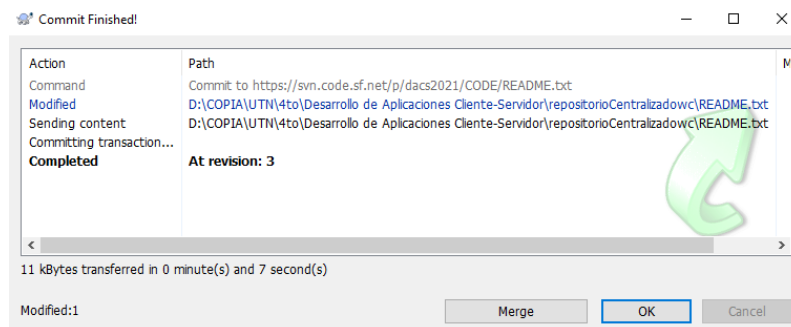 Commit Finished!
Action Path M
Command Commit to https://svn.code.sf.net/p/dacs2021/CODE/README.txt
Modified D:\COPIA\UTN\4to\Desarrollo de Aplicaciones Cliente-Servidor\repositorioCentralizadowc\README.txt
Sending content D:\COPIA\UTN\4to\Desarrollo de Aplicaciones Cliente-Servidor\repositorioCentralizadowc\README.txt
Committing transaction...
Completed At revision: 3
11 kBytes transferred in 0 minute(s) and 7 second(s)
Modified:1 Merge OK Cancel